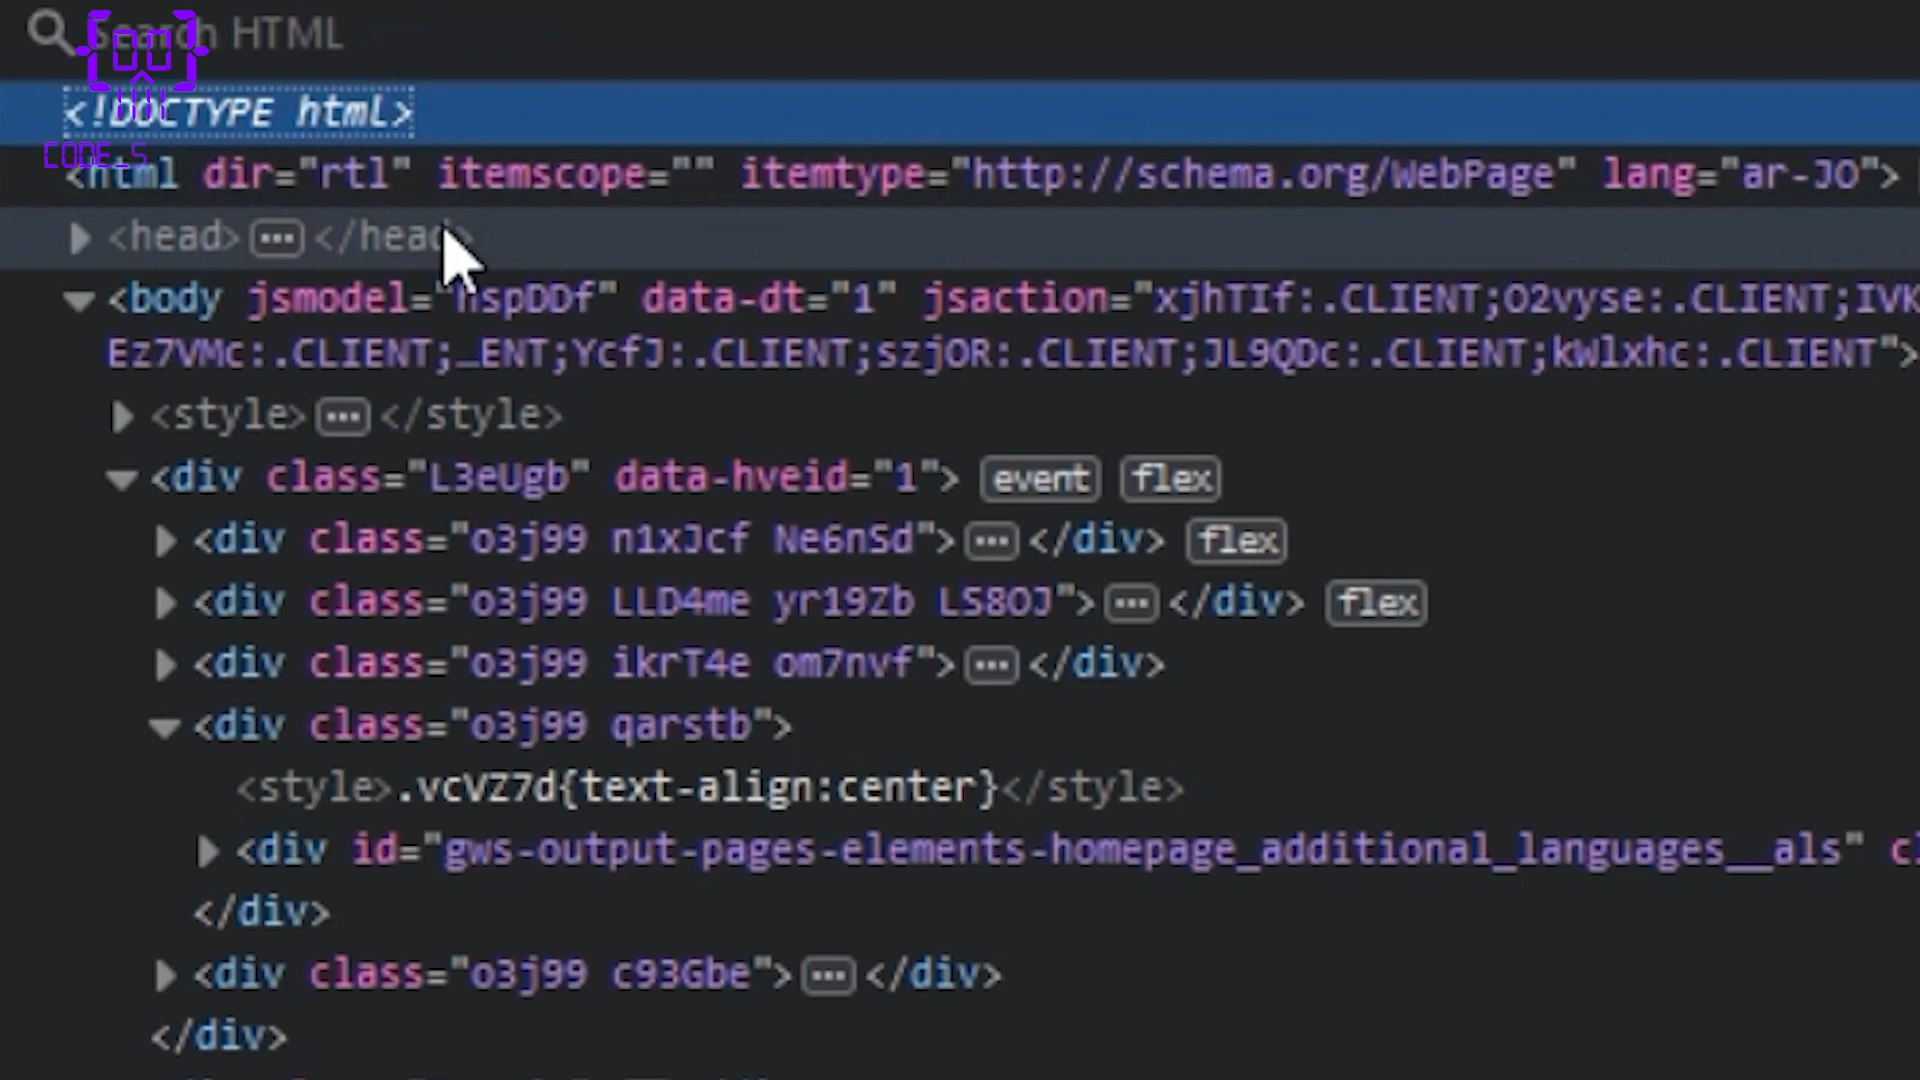 Search HTML
<!DOCTYPE html>
CODE_S
<html dir="rtl" itemscope="" itemtype="http://schema.org/WebPage" lang="ar-JO">
<head> ••• </head>
<body jsmodel="hspDDf" data-dt="1" jsaction="xjhTIf:.CLIENT;O2vyse:.CLIENT;IVK
Ez7VMc:.CLIENT;…ENT;YcfJ:.CLIENT;szjOR:.CLIENT;JL9QDc:.CLIENT;kWlxhc:.CLIENT">
<style> ••• </style>
<div class="L3eUgb" data-hveid="1"> event flex
<div class="o3j99 n1xJcf Ne6nSd"> ••• </div> flex
<div class="o3j99 LLD4me yr19Zb LS8OJ"> ••• </div> flex
<div class="o3j99 ikrT4e om7nvf"> ••• </div>
<div class="o3j99 qarstb">
<style>.vcVZ7d{text-align:center}</style>
<div id="gws-output-pages-elements-homepage_additional_languages__als" cl
</div>
<div class="o3j99 c93Gbe"> ••• </div>
</div>